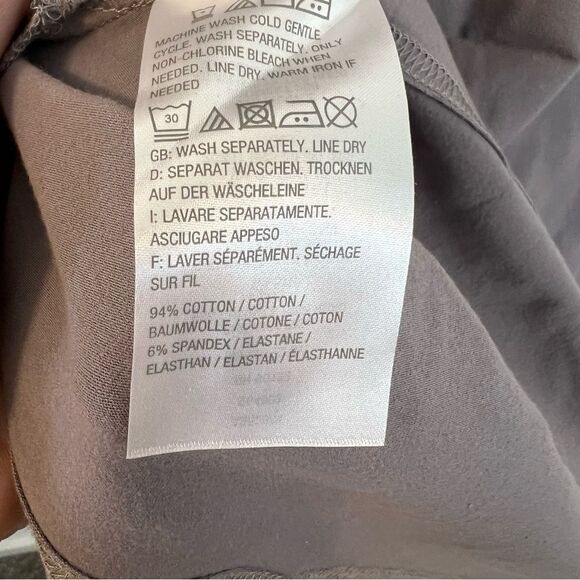 MACHINE WASH COLD GENTLE
CYCLE. WASH SEPARATELY. ONLY
NON-CHLORINE BLEACH WHEN
NEEDED. LINE DRY. WARM IRON IF
NEEDED
30
GB: WASH SEPARATELY. LINE DRY
D: SEPARAT WASCHEN. TROCKNEN
AUF DER WÄSCHELEINE
I: LAVARE SEPARATAMENTE.
ASCIUGARE APPESO
F: LAVER SÉPARÉMENT. SÉCHAGE
SUR FIL
94% COTTON / COTTON /
BAUMWOLLE / COTONE / COTON
6% SPANDEX / ELASTANE /
ELASTHAN / ELASTAN / ÉLASTHANNE